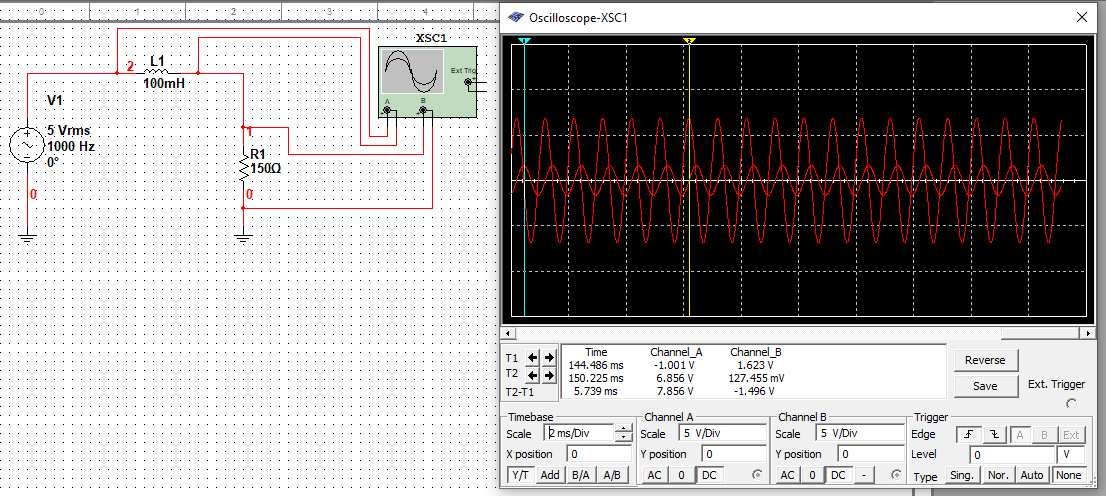 0 1 2 3 4
Oscilloscope-XSC1
XSC1
Ext Trig
A B
2 L1
100mH
V1
5 Vrms
1000 Hz
0°
0
1
R1
150Ω
0
1 2
Time Channel_A Channel_B
T1 144.486 ms -1.001 V 1.623 V
T2 150.225 ms 6.856 V 127.455 mV
T2-T1 5.739 ms 7.856 V -1.496 V
Reverse
Save
Ext. Trigger
Timebase
Scale 2 ms/Div
X position 0
Y/T Add B/A A/B
Channel A
Scale 5 V/Div
Y position 0
AC 0 DC
Channel B
Scale 5 V/Div
Y position 0
AC 0 DC -
Trigger
Edge A B Ext
Level 0 V
Type Sing. Nor. Auto None